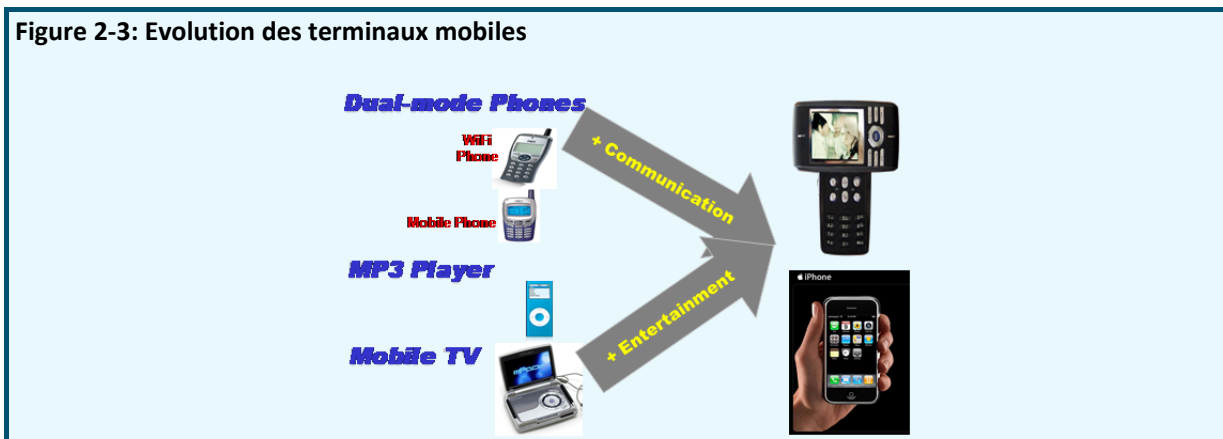 Figure 2-3: Evolution des terminaux mobiles
Dual-mode Phones
WiFi
Phone
Mobile Phone
MP3 Player
Mobile TV
+ Communication
+ Entertainment
iPhone